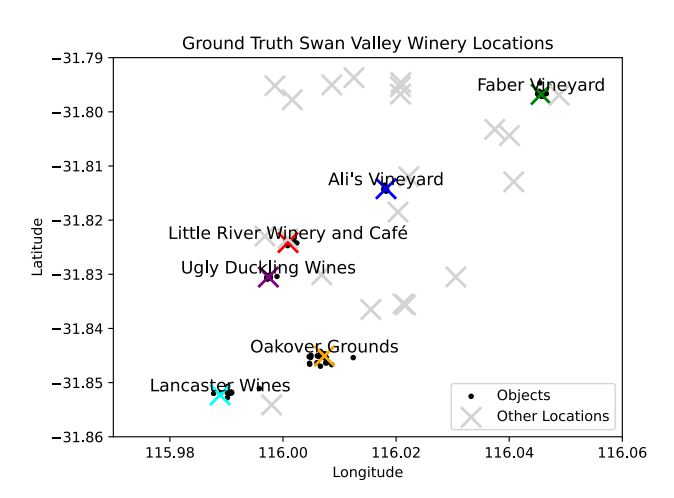 Ground Truth Swan Valley Winery Locations
−31.79
−31.80
−31.81
−31.82
−31.83
−31.84
−31.85
−31.86
Latitude
Faber Vineyard
Ali's Vineyard
Little River Winery and Café
Ugly Duckling Wines
Oakover Grounds
Lancaster Wines
Objects
Other Locations
115.98 116.00 116.02 116.04 116.06
Longitude